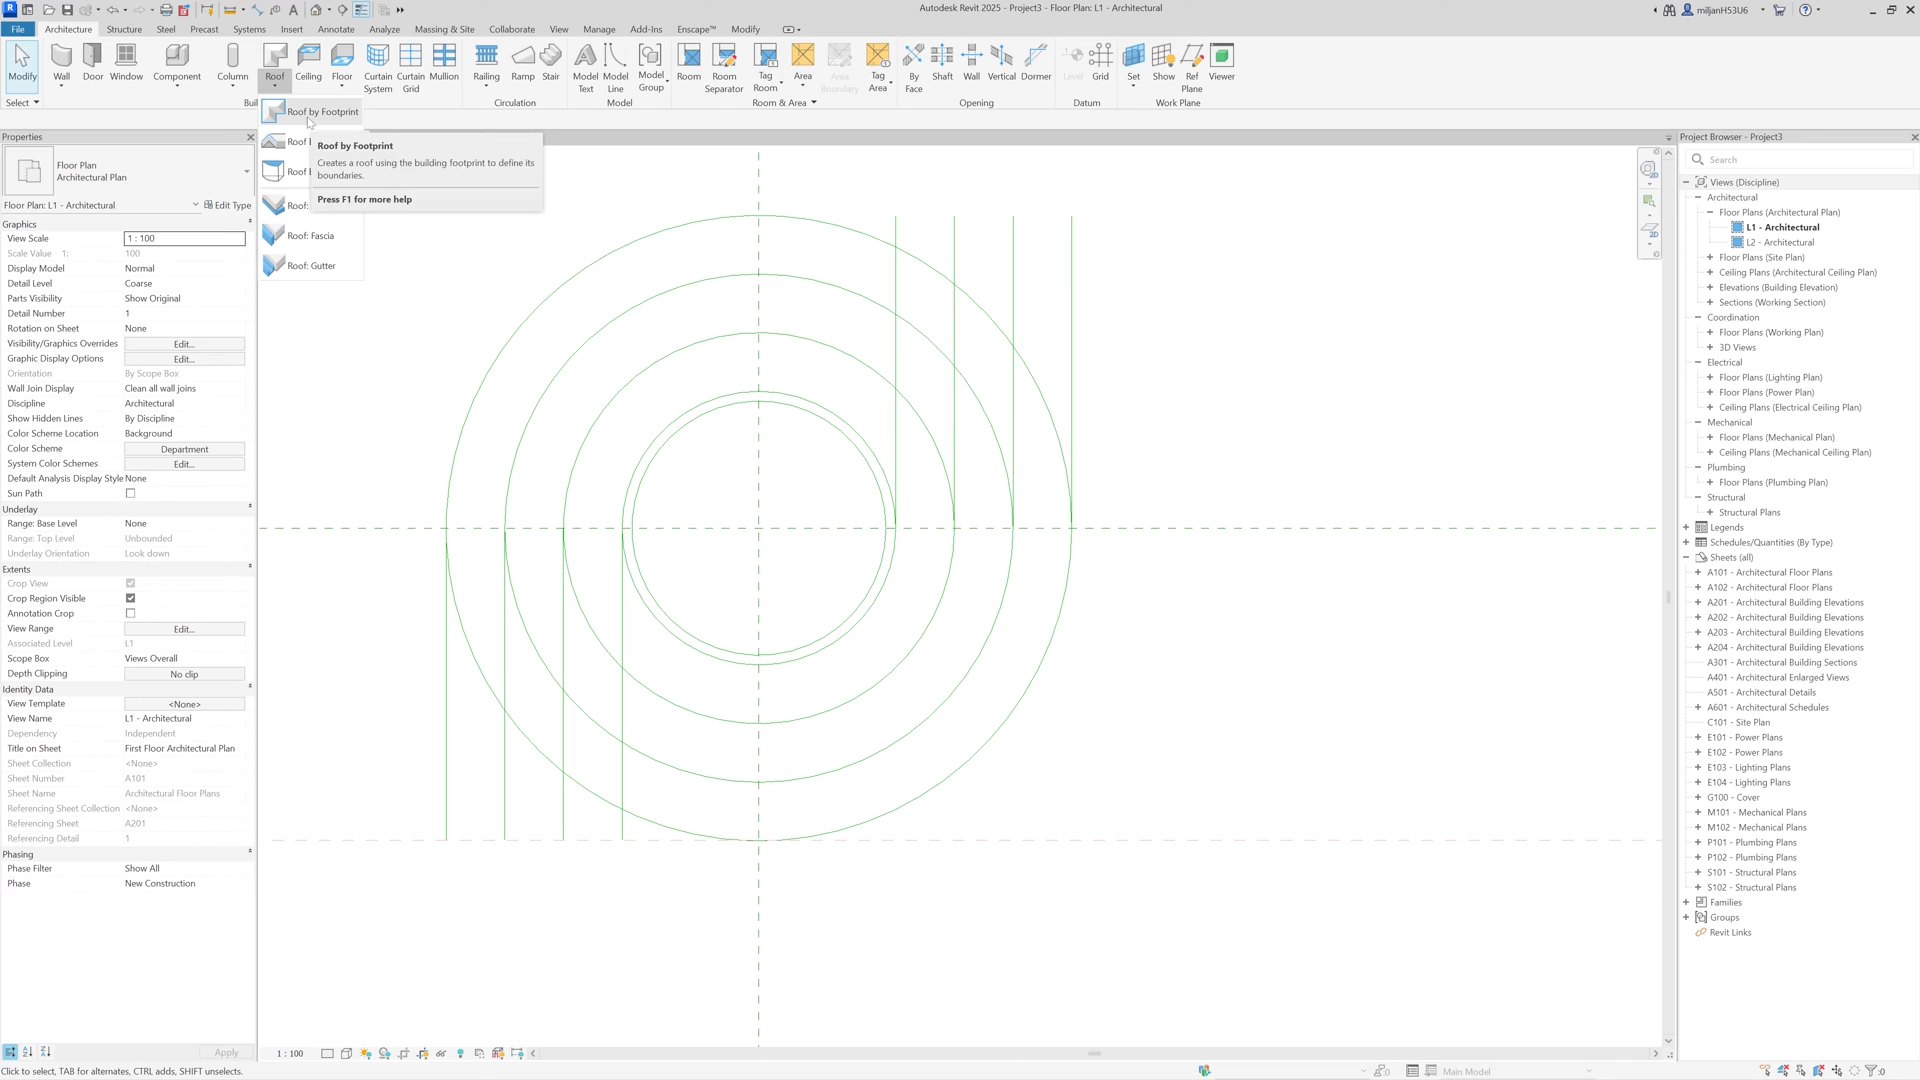 Autodesk Revit 2025 - Project3 - Floor Plan: L1 - Architectural
miljanH53U6
File
Architecture
Structure
Steel
Precast
Systems
Insert
Annotate
Analyze
Massing & Site
Collaborate
View
Manage
Add-Ins
Enscape™
Modify
Modify
Wall
Door
Window
Component
Column
Roof
Ceiling
Floor
Curtain System
Curtain Grid
Mullion
Railing
Ramp
Stair
Model Text
Model Line
Model Group
Room
Room Separator
Tag Room
Area
Area Boundary
Tag Area
By Face
Shaft
Wall
Vertical
Dormer
Level
Grid
Set
Show
Ref Plane
Viewer
Select
Circulation
Model
Room & Area
Opening
Datum
Work Plane
Roof by Footprint
Roof: Fascia
Roof: Gutter
Roof by Footprint
Creates a roof using the building footprint to define its
boundaries.
Press F1 for more help
Properties
Floor Plan
Architectural Plan
Floor Plan: L1 - Architectural
Edit Type
Graphics
View Scale 1 : 100
Scale Value 1: 100
Display Model Normal
Detail Level Coarse
Parts Visibility Show Original
Detail Number 1
Rotation on Sheet None
Visibility/Graphics Overrides Edit...
Graphic Display Options Edit...
Orientation By Scope Box
Wall Join Display Clean all wall joins
Discipline Architectural
Show Hidden Lines By Discipline
Color Scheme Location Background
Color Scheme Department
System Color Schemes Edit...
Default Analysis Display Style None
Sun Path
Underlay
Range: Base Level None
Range: Top Level Unbounded
Underlay Orientation Look down
Extents
Crop View
Crop Region Visible
Annotation Crop
View Range Edit...
Associated Level L1
Scope Box Views Overall
Depth Clipping No clip
Identity Data
View Template <None>
View Name L1 - Architectural
Dependency Independent
Title on Sheet First Floor Architectural Plan
Sheet Collection <None>
Sheet Number A101
Sheet Name Architectural Floor Plans
Referencing Sheet Collection <None>
Referencing Sheet A201
Referencing Detail 1
Phasing
Phase Filter Show All
Phase New Construction
Apply
Project Browser - Project3
Search
Views (Discipline)
Architectural
Floor Plans (Architectural Plan)
L1 - Architectural
L2 - Architectural
Floor Plans (Site Plan)
Ceiling Plans (Architectural Ceiling Plan)
Elevations (Building Elevation)
Sections (Working Section)
Coordination
Floor Plans (Working Plan)
3D Views
Electrical
Floor Plans (Lighting Plan)
Floor Plans (Power Plan)
Ceiling Plans (Electrical Ceiling Plan)
Mechanical
Floor Plans (Mechanical Plan)
Ceiling Plans (Mechanical Ceiling Plan)
Plumbing
Floor Plans (Plumbing Plan)
Structural
Structural Plans
Legends
Schedules/Quantities (By Type)
Sheets (all)
A101 - Architectural Floor Plans
A102 - Architectural Floor Plans
A201 - Architectural Building Elevations
A202 - Architectural Building Elevations
A203 - Architectural Building Elevations
A204 - Architectural Building Elevations
A301 - Architectural Building Sections
A401 - Architectural Enlarged Views
A501 - Architectural Details
A601 - Architectural Schedules
C101 - Site Plan
E101 - Power Plans
E102 - Power Plans
E103 - Lighting Plans
E104 - Lighting Plans
G100 - Cover
M101 - Mechanical Plans
M102 - Mechanical Plans
P101 - Plumbing Plans
P102 - Plumbing Plans
S101 - Structural Plans
S102 - Structural Plans
Families
Groups
Revit Links
1 : 100
Click to select, TAB for alternates, CTRL adds, SHIFT unselects.
:0
Main Model
:0